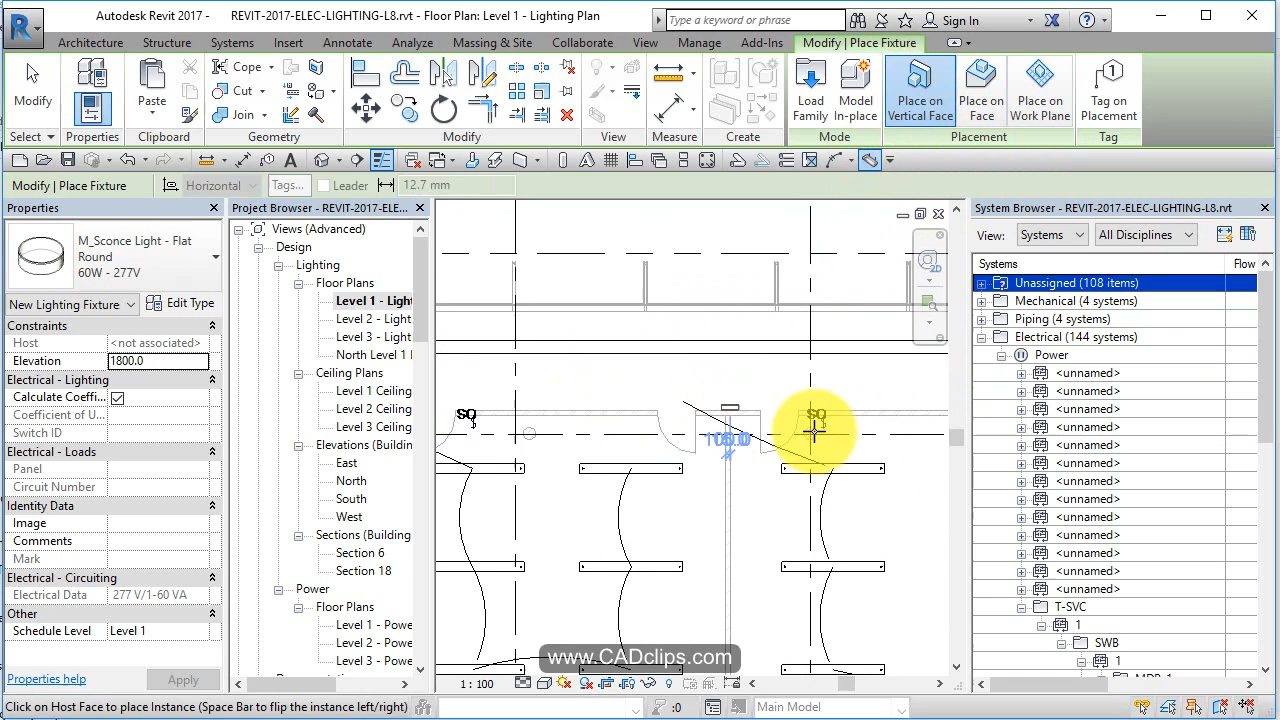 Autodesk Revit 2017 - REVIT-2017-ELEC-LIGHTING-L8.rvt - Floor Plan: Level 1 - Lighting Plan
Type a keyword or phrase
Sign In
Architecture Structure Systems Insert Annotate Analyze Massing & Site Collaborate View Manage Add-Ins Modify | Place Fixture
Cope
Cut
Join
Modify
Paste
Load Family
Model In-place
Place on Vertical Face
Place on Face
Place on Work Plane
Tag on Placement
Select Properties Clipboard Geometry Modify View Measure Create Mode Placement Tag
Modify | Place Fixture Horizontal Tags... Leader 12.7 mm
Properties
M_Sconce Light - Flat Round
60W - 277V
New Lighting Fixture Edit Type
Constraints
Host <not associated>
Elevation 1800.0
Electrical - Lighting
Calculate Coeffi...
Coefficient of U...
Switch ID
Electrical - Loads
Panel
Circuit Number
Identity Data
Image
Comments
Mark
Electrical - Circuiting
Electrical Data 277 V/1-60 VA
Other
Schedule Level Level 1
Properties help Apply
Project Browser - REVIT-2017-ELE...
Views (Advanced)
Design
Lighting
Floor Plans
Level 1 - Light
Level 2 - Light
Level 3 - Light
North Level 1
Ceiling Plans
Level 1 Ceiling
Level 2 Ceiling
Level 3 Ceiling
Elevations (Building
East
North
South
West
Sections (Building
Section 6
Section 18
Power
Floor Plans
Level 1 - Powe
Level 2 - Powe
Level 3 - Powe
2D
www.CADclips.com
1 : 100
System Browser - REVIT-2017-ELEC-LIGHTING-L8.rvt
View: Systems All Disciplines
Systems Flow
Unassigned (108 items)
Mechanical (4 systems)
Piping (4 systems)
Electrical (144 systems)
Power
<unnamed>
<unnamed>
<unnamed>
<unnamed>
<unnamed>
<unnamed>
<unnamed>
<unnamed>
<unnamed>
<unnamed>
<unnamed>
<unnamed>
<unnamed>
T-SVC
1
SWB
1
Click on Host Face to place Instance (Space Bar to flip the instance left/right) :0 Main Model